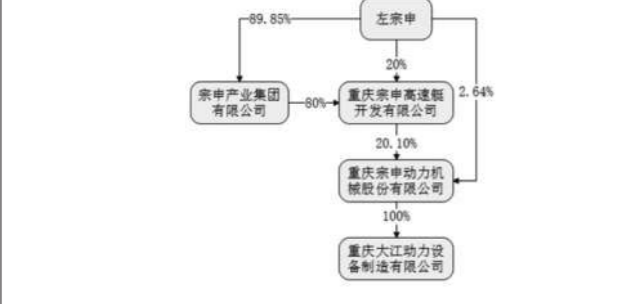 左宗申
89.85%
20%
2.64%
宗申产业集团
有限公司
80%
重庆宗申高速艇
开发有限公司
20.10%
重庆宗申动力机
械股份有限公司
100%
重庆大江动力设
备制造有限公司